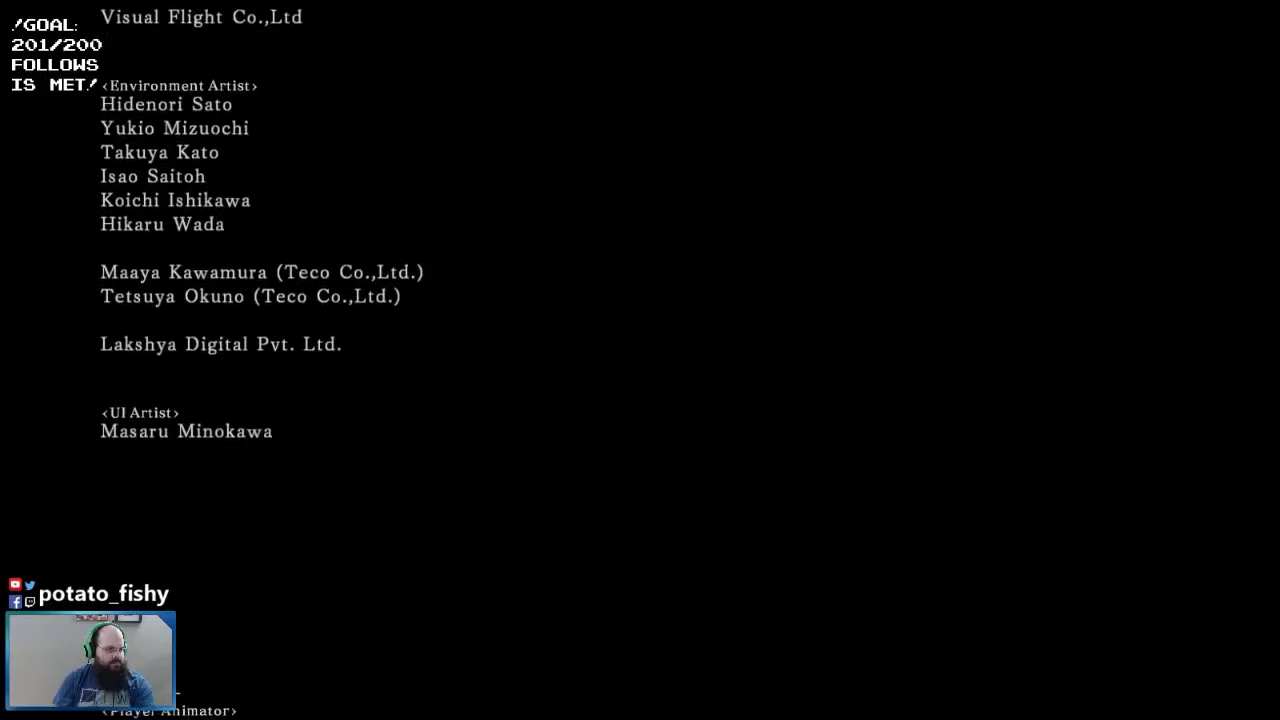 /GOAL:
201/200
FOLLOWS
IS MET/
Visual Flight Co.,Ltd
<Environment Artist>
Hidenori Sato
Yukio Mizuochi
Takuya Kato
Isao Saitoh
Koichi Ishikawa
Hikaru Wada
Maaya Kawamura (Teco Co.,Ltd.)
Tetsuya Okuno (Teco Co.,Ltd.)
Lakshya Digital Pvt. Ltd.
<UI Artist>
Masaru Minokawa
potato_fishy
<Player Animator>